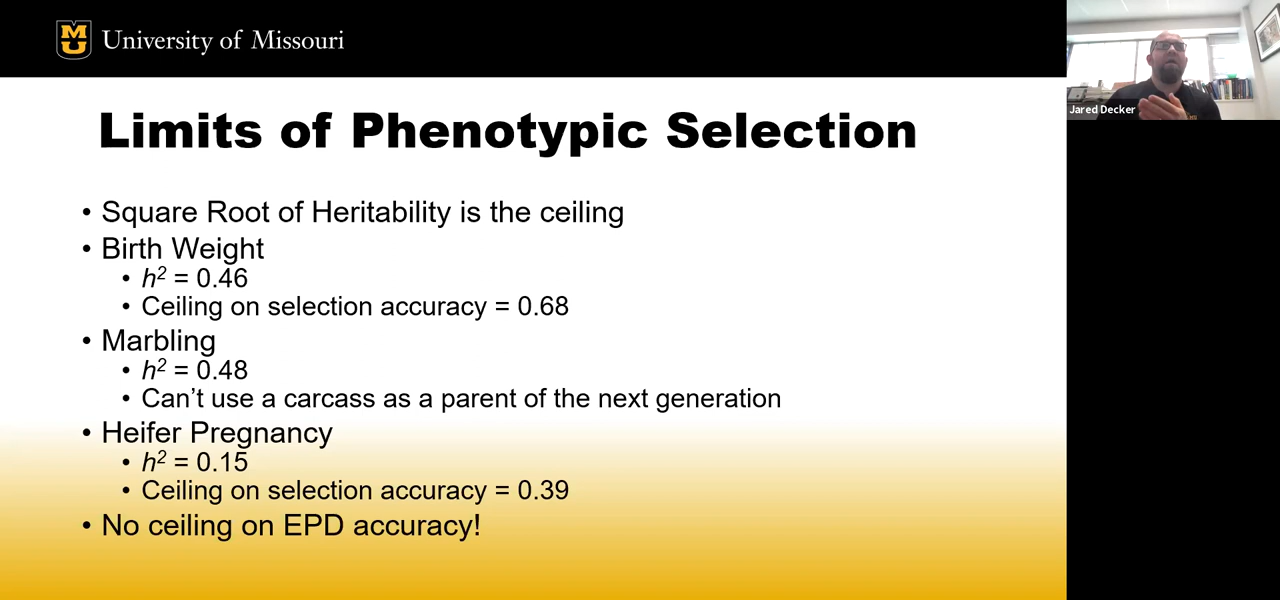 MU University of Missouri
Jared Decker
Limits of Phenotypic Selection
• Square Root of Heritability is the ceiling
• Birth Weight
• h² = 0.46
• Ceiling on selection accuracy = 0.68
• Marbling
• h² = 0.48
• Can’t use a carcass as a parent of the next generation
• Heifer Pregnancy
• h² = 0.15
• Ceiling on selection accuracy = 0.39
• No ceiling on EPD accuracy!